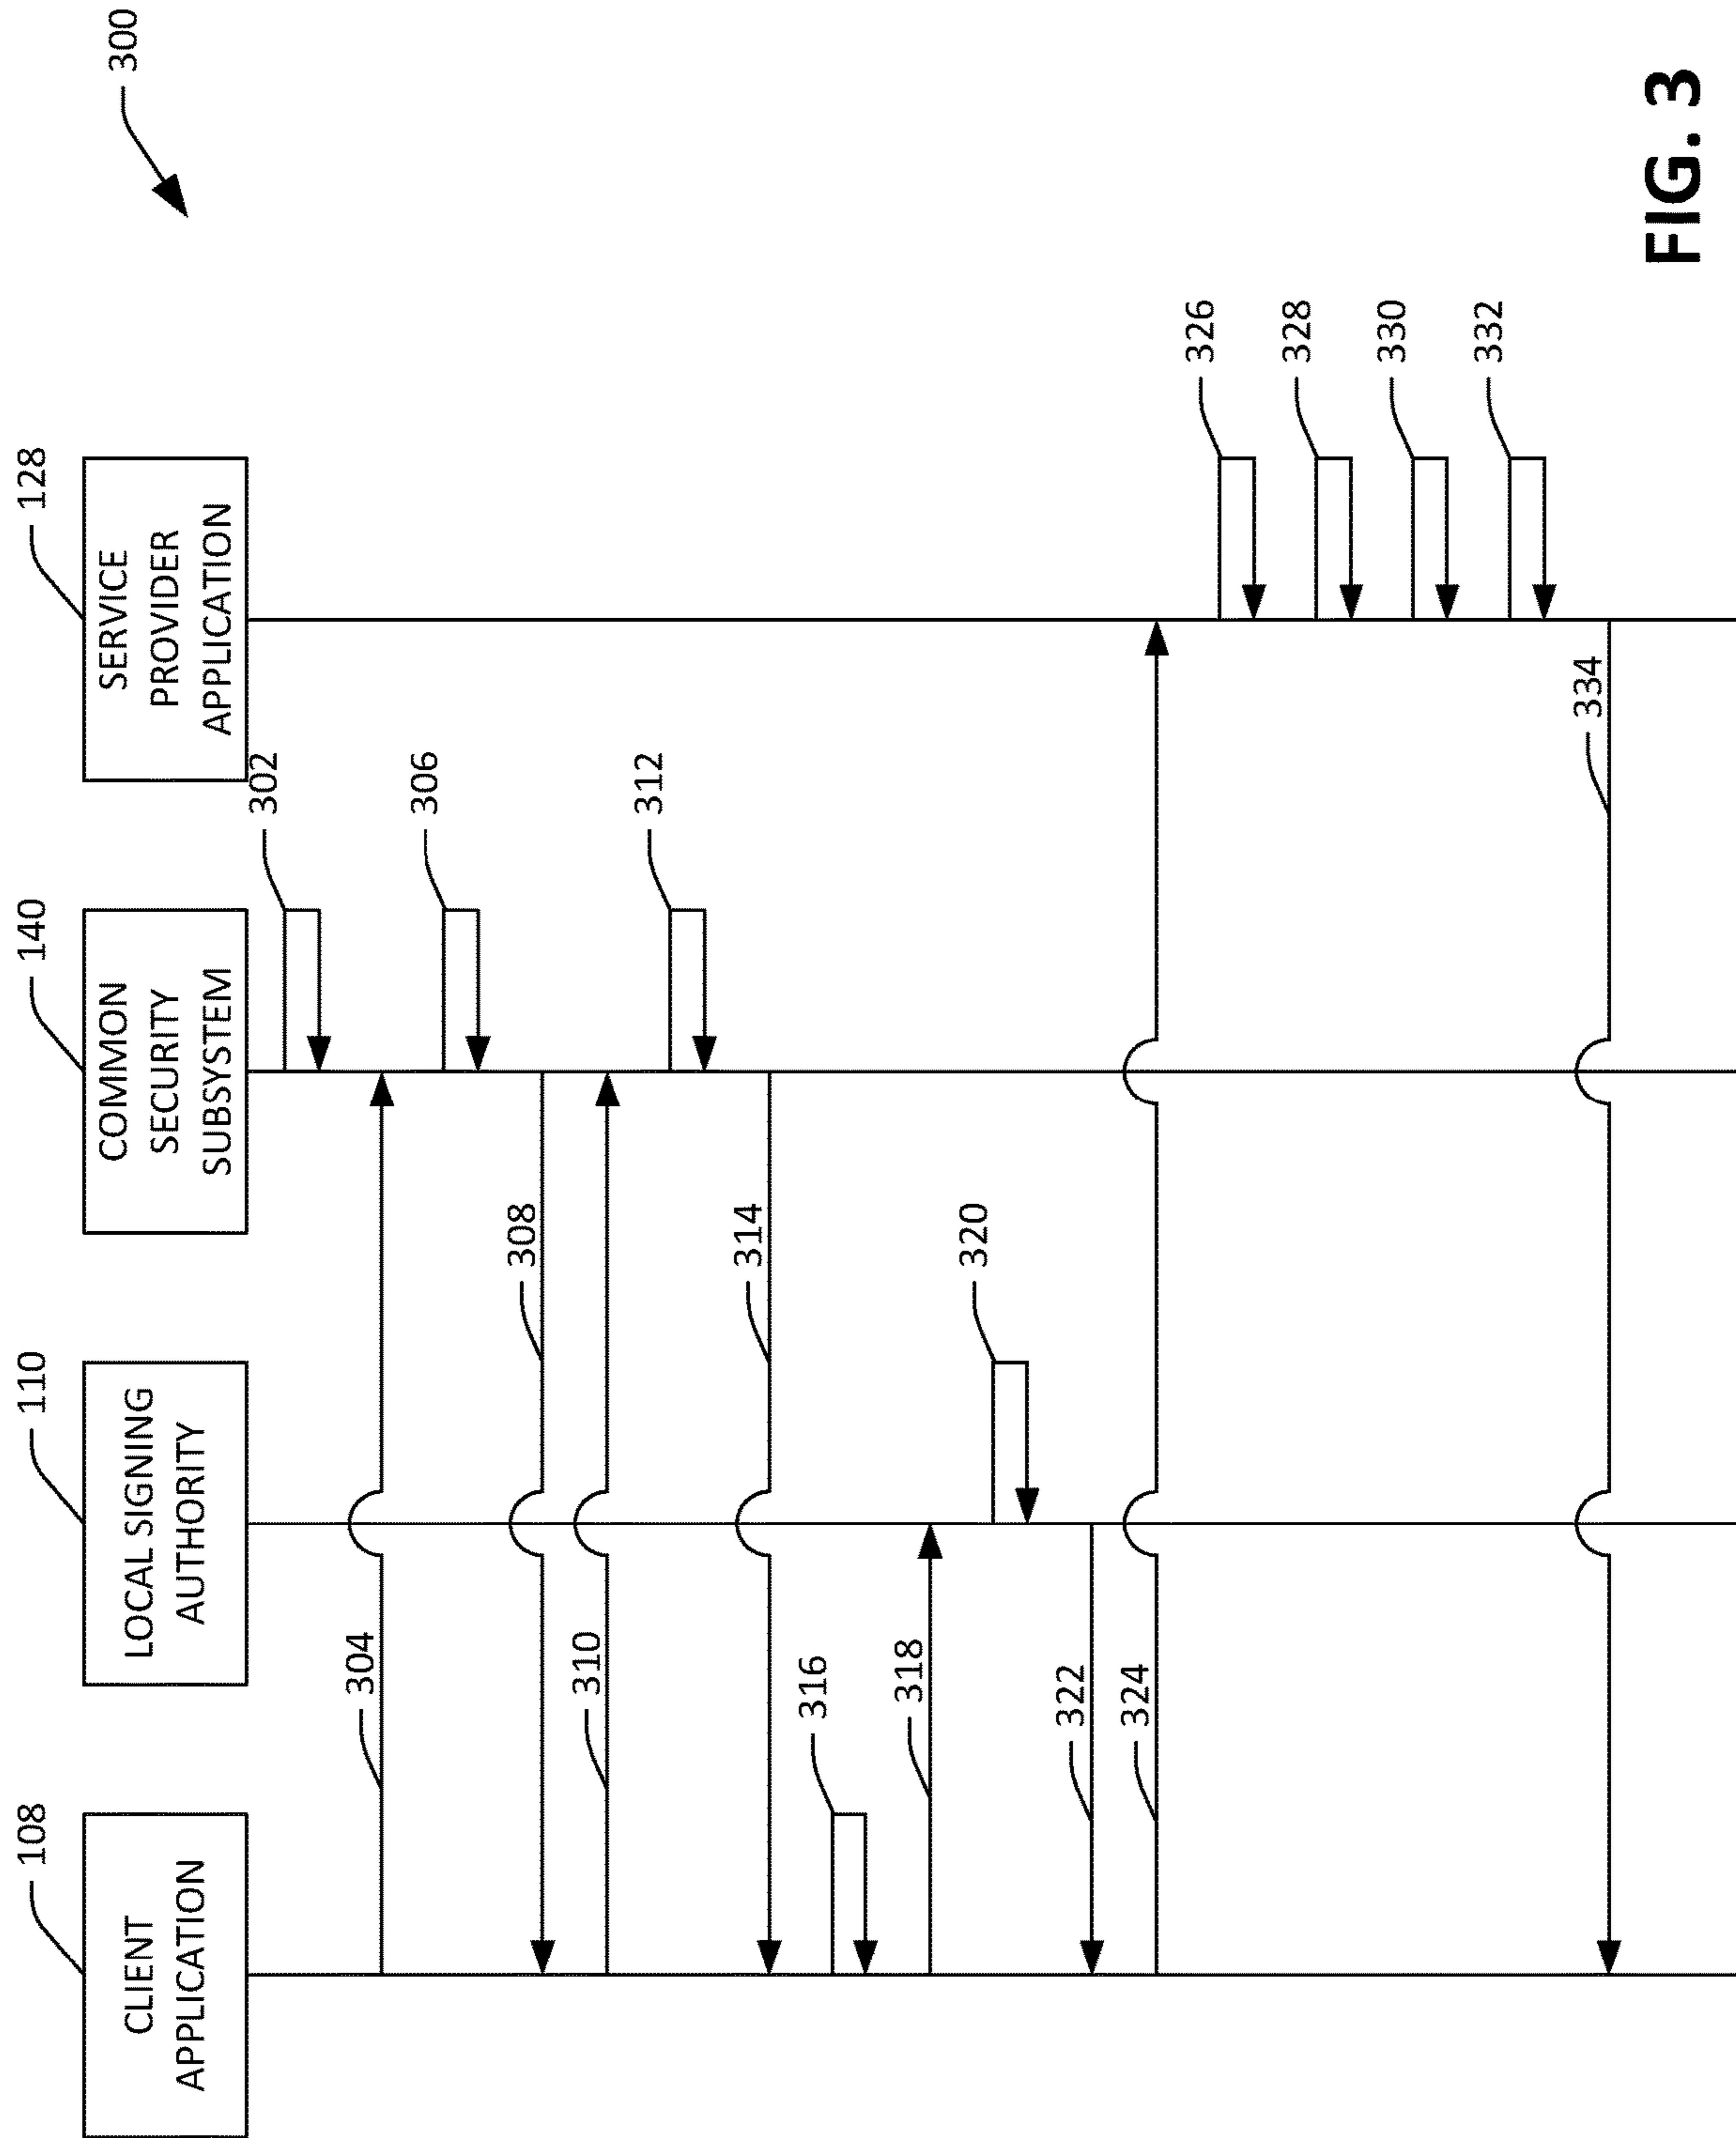 300
108
CLIENT
APPLICATION
110
LOCAL SIGNING
AUTHORITY
140
COMMON
SECURITY
SUBSYSTEM
128
SERVICE
PROVIDER
APPLICATION
302
304
306
308
310
312
314
316
318
320
322
324
326
328
330
332
334
FIG. 3